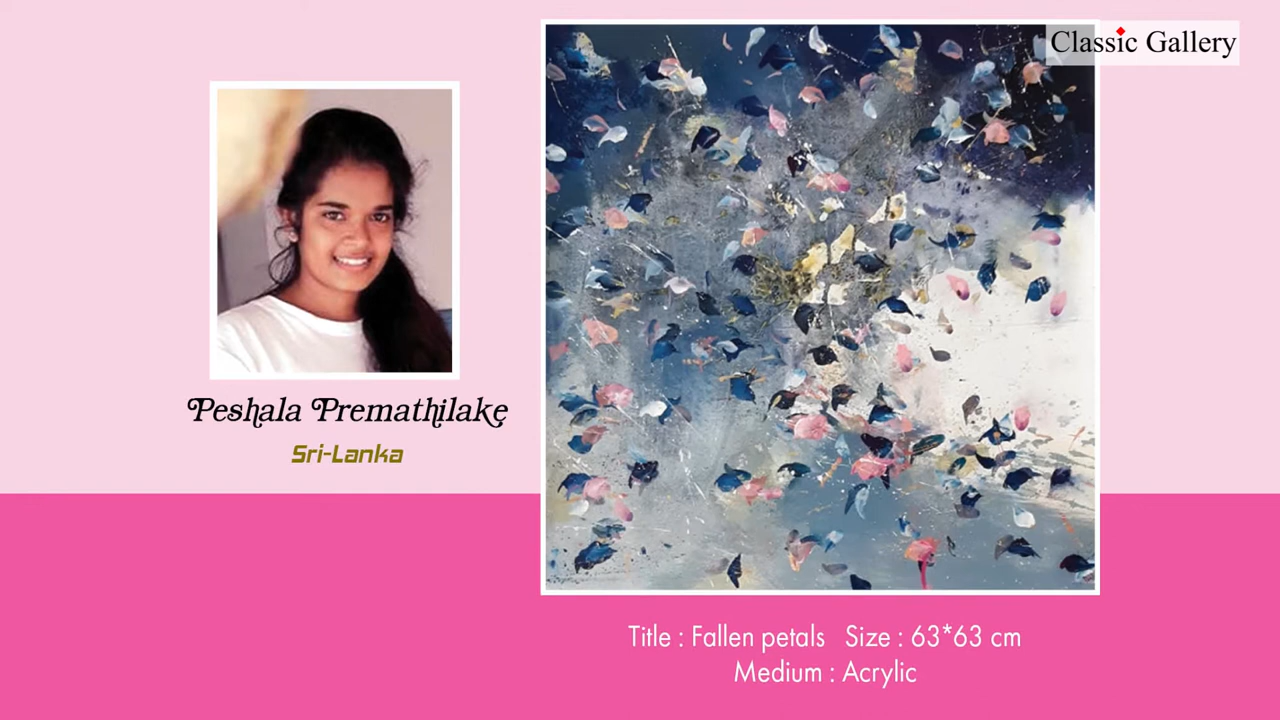 Classic Gallery
Peshala Premathilake
Sri-Lanka
Title : Fallen petals Size : 63*63 cm
Medium : Acrylic